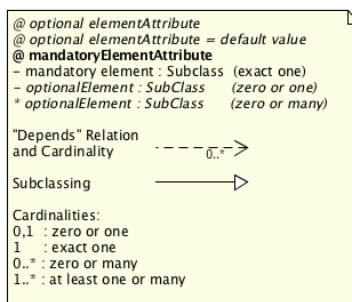 @ optional elementAttribute
@ optional elementAttribute = default value
@ mandatoryElementAttribute
– mandatory element : Subclass (exact one)
– optionalElement : SubClass (zero or one)
* optionalElement : SubClass (zero or many)
"Depends" Relation
and Cardinality 0..*
Subclassing
Cardinalities:
0,1 : zero or one
1 : exact one
0..* : zero or many
1..* : at least one or many